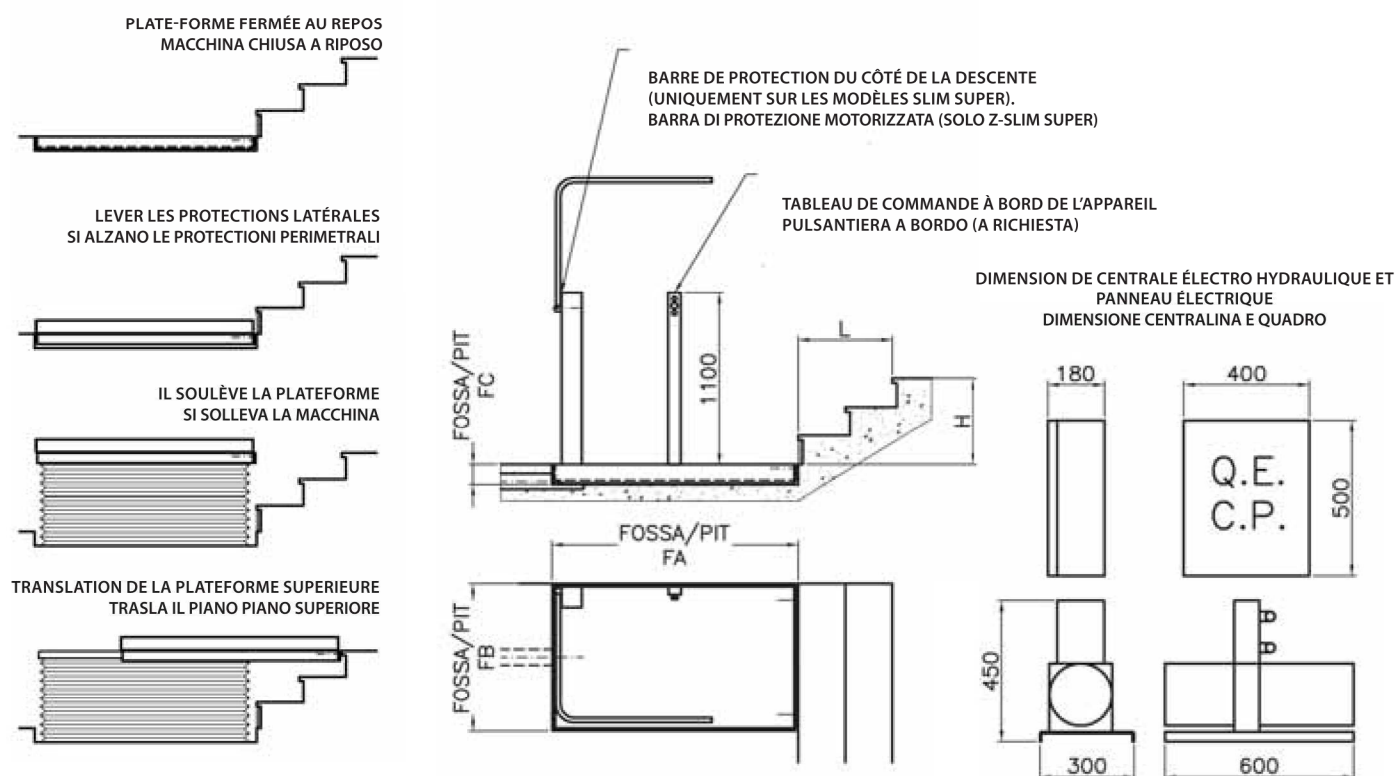 PLATE-FORME FERMÉE AU REPOS
MACCHINA CHIUSA A RIPOSO
LEVER LES PROTECTIONS LATÉRALES
SI ALZANO LE PROTECTIONI PERIMETRALI
IL SOULÈVE LA PLATEFORME
SI SOLLEVA LA MACCHINA
TRANSLATION DE LA PLATEFORME SUPERIEURE
TRASLA IL PIANO PIANO SUPERIORE
BARRE DE PROTECTION DU CÔTÉ DE LA DESCENTE
(UNIQUEMENT SUR LES MODÈLES SLIM SUPER).
BARRA DI PROTEZIONE MOTORIZZATA (SOLO Z-SLIM SUPER)
TABLEAU DE COMMANDE À BORD DE L'APPAREIL
PULSANTIERA A BORDO (A RICHIESTA)
FOSSA/PIT
FC
1100
L
H
FOSSA/PIT
FA
FOSSA/PIT
FB
DIMENSION DE CENTRALE ÉLECTRO HYDRAULIQUE ET
PANNEAU ÉLECTRIQUE
DIMENSIONE CENTRALINA E QUADRO
180
400
Q.E.
C.P.
500
450
300
600